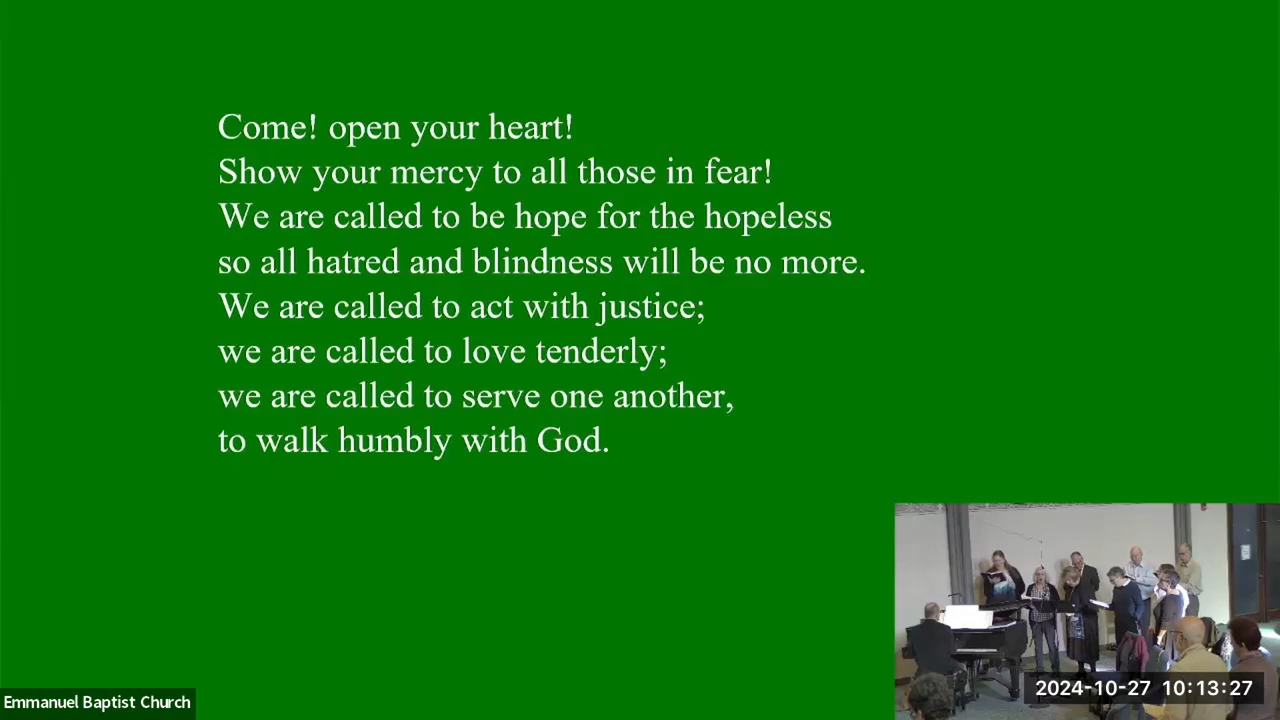 Come! open your heart!
Show your mercy to all those in fear!
We are called to be hope for the hopeless
so all hatred and blindness will be no more.
We are called to act with justice;
we are called to love tenderly;
we are called to serve one another,
to walk humbly with God.
Emmanuel Baptist Church
2024-10-27 10:13:27